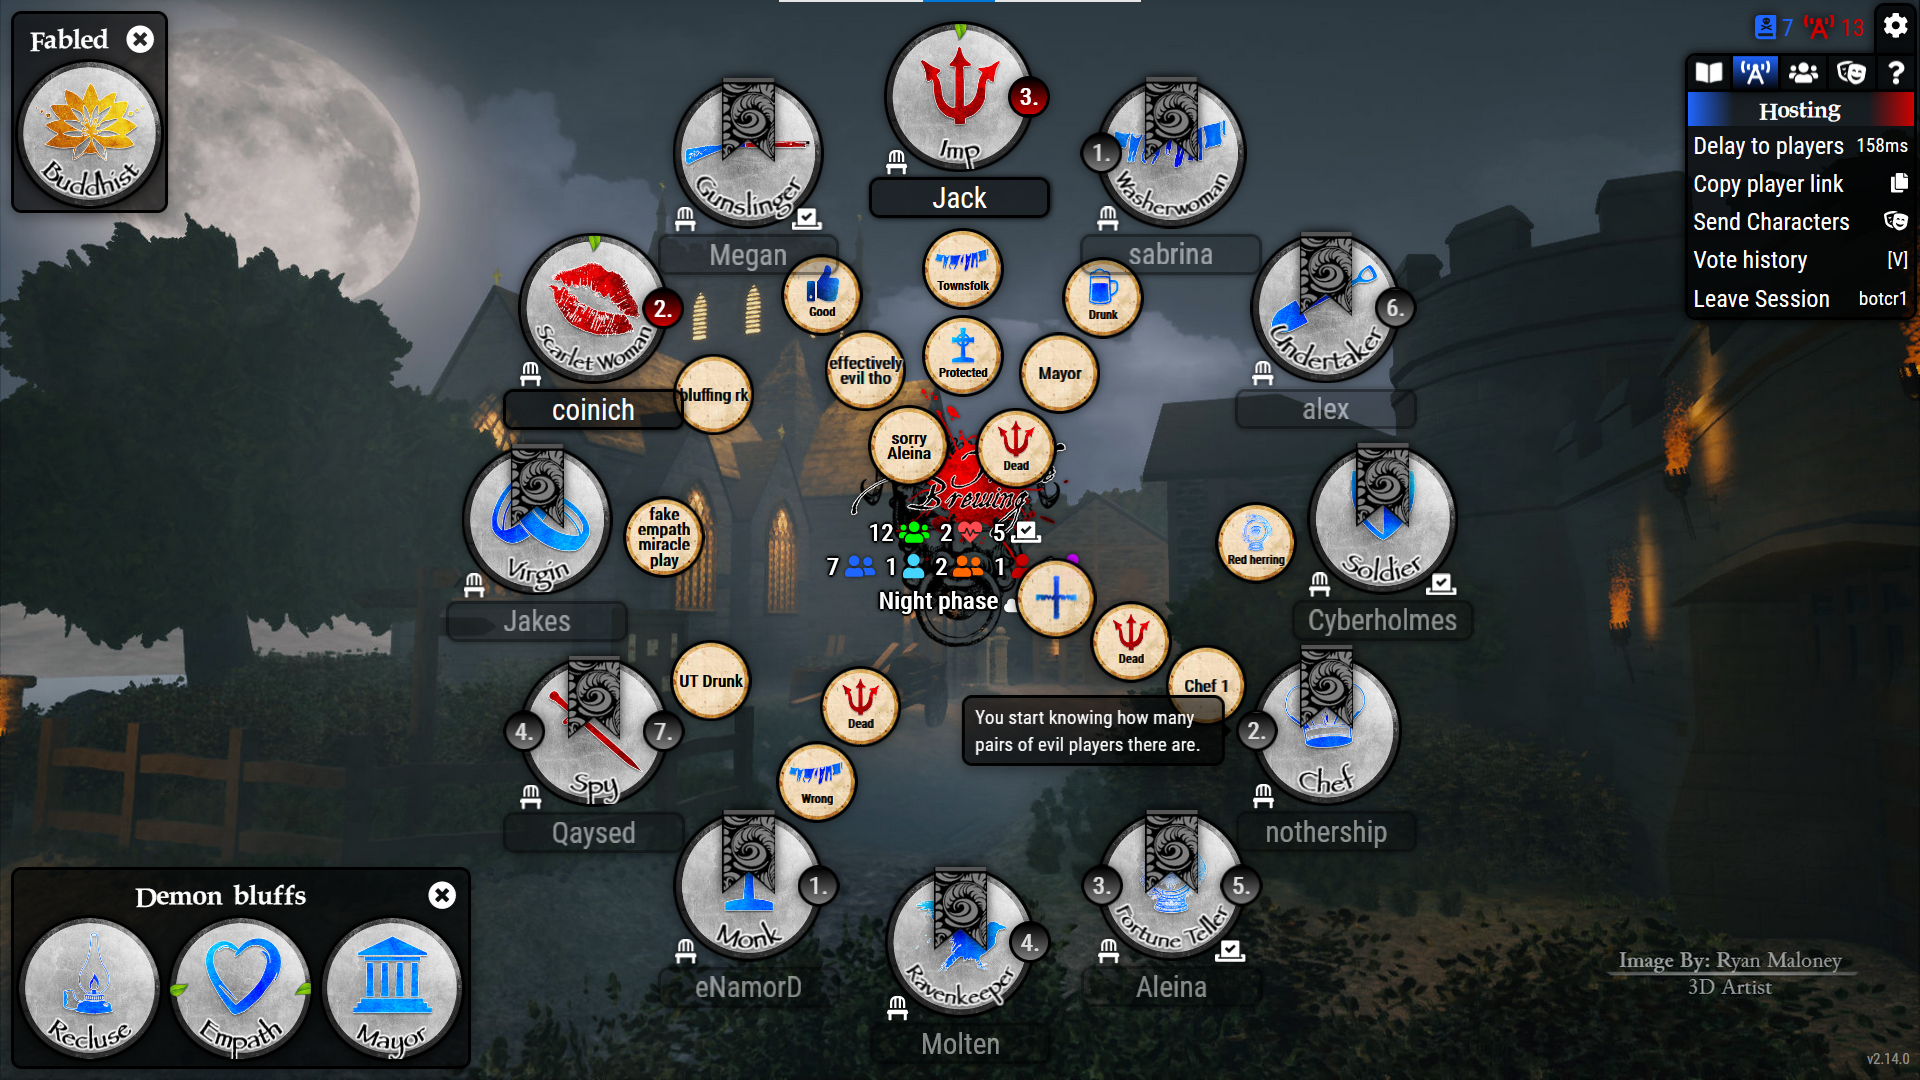 Fabled
Buddhist
Gunslinger
Megan
3.
Imp
Jack
1.
Washerwoman
sabrina
7
13
Hosting
Delay to players 158ms
Copy player link
Send Characters
Vote history [V]
Leave Session botcr1
2.
Scarlet Woman
coinich
6.
Undertaker
alex
Good
Townsfolk
Drunk
bluffing rk
effectively
evil tho
Protected
Mayor
sorry
Aleina
Dead
Brewing
Virgin
Jakes
fake
empath
miracle
play
12 2 5
7 1 2 1
Night phase
Red herring
Soldier
Cyberholmes
4.
7.
Spy
Qaysed
UT Drunk
Dead
Wrong
Dead
Chef 1
You start knowing how many
pairs of evil players there are.
2.
Chef
nothership
1.
Monk
eNamorD
4.
Ravenkeeper
Molten
3.
5.
Fortune Teller
Aleina
Demon bluffs
Recluse
Empath
Mayor
Image By: Ryan Maloney
3D Artist
v2.14.0